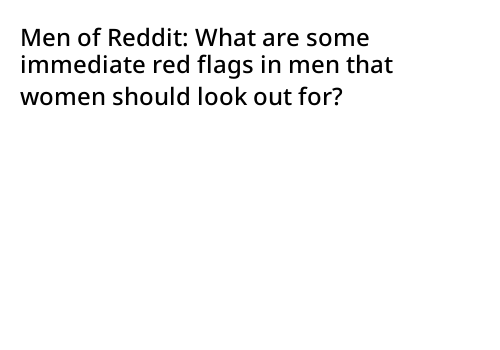 Men of Reddit: What are some
immediate red flags in men that
women should look out for?